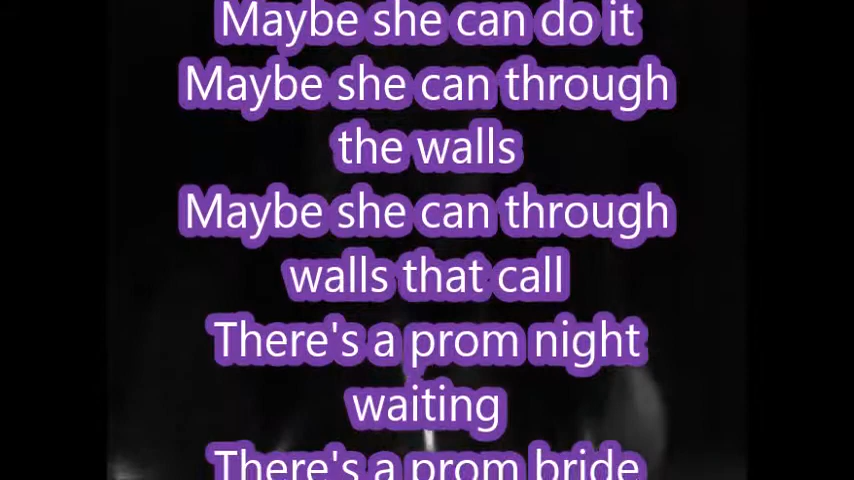 Maybe she can do it
Maybe she can through
the walls
Maybe she can through
walls that call
There's a prom night
waiting
There's a prom bride